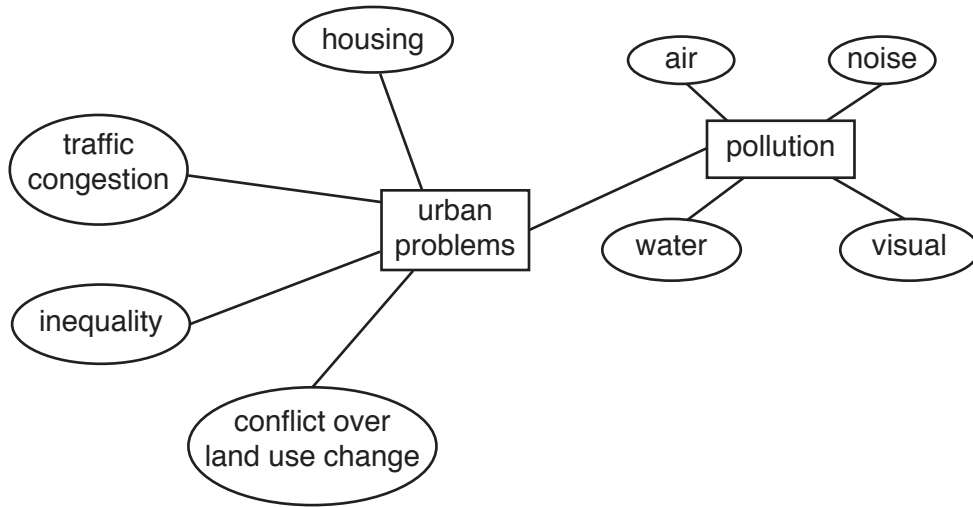 housing
air
noise
traffic
congestion
pollution
urban
problems
water
visual
inequality
conflict over
land use change